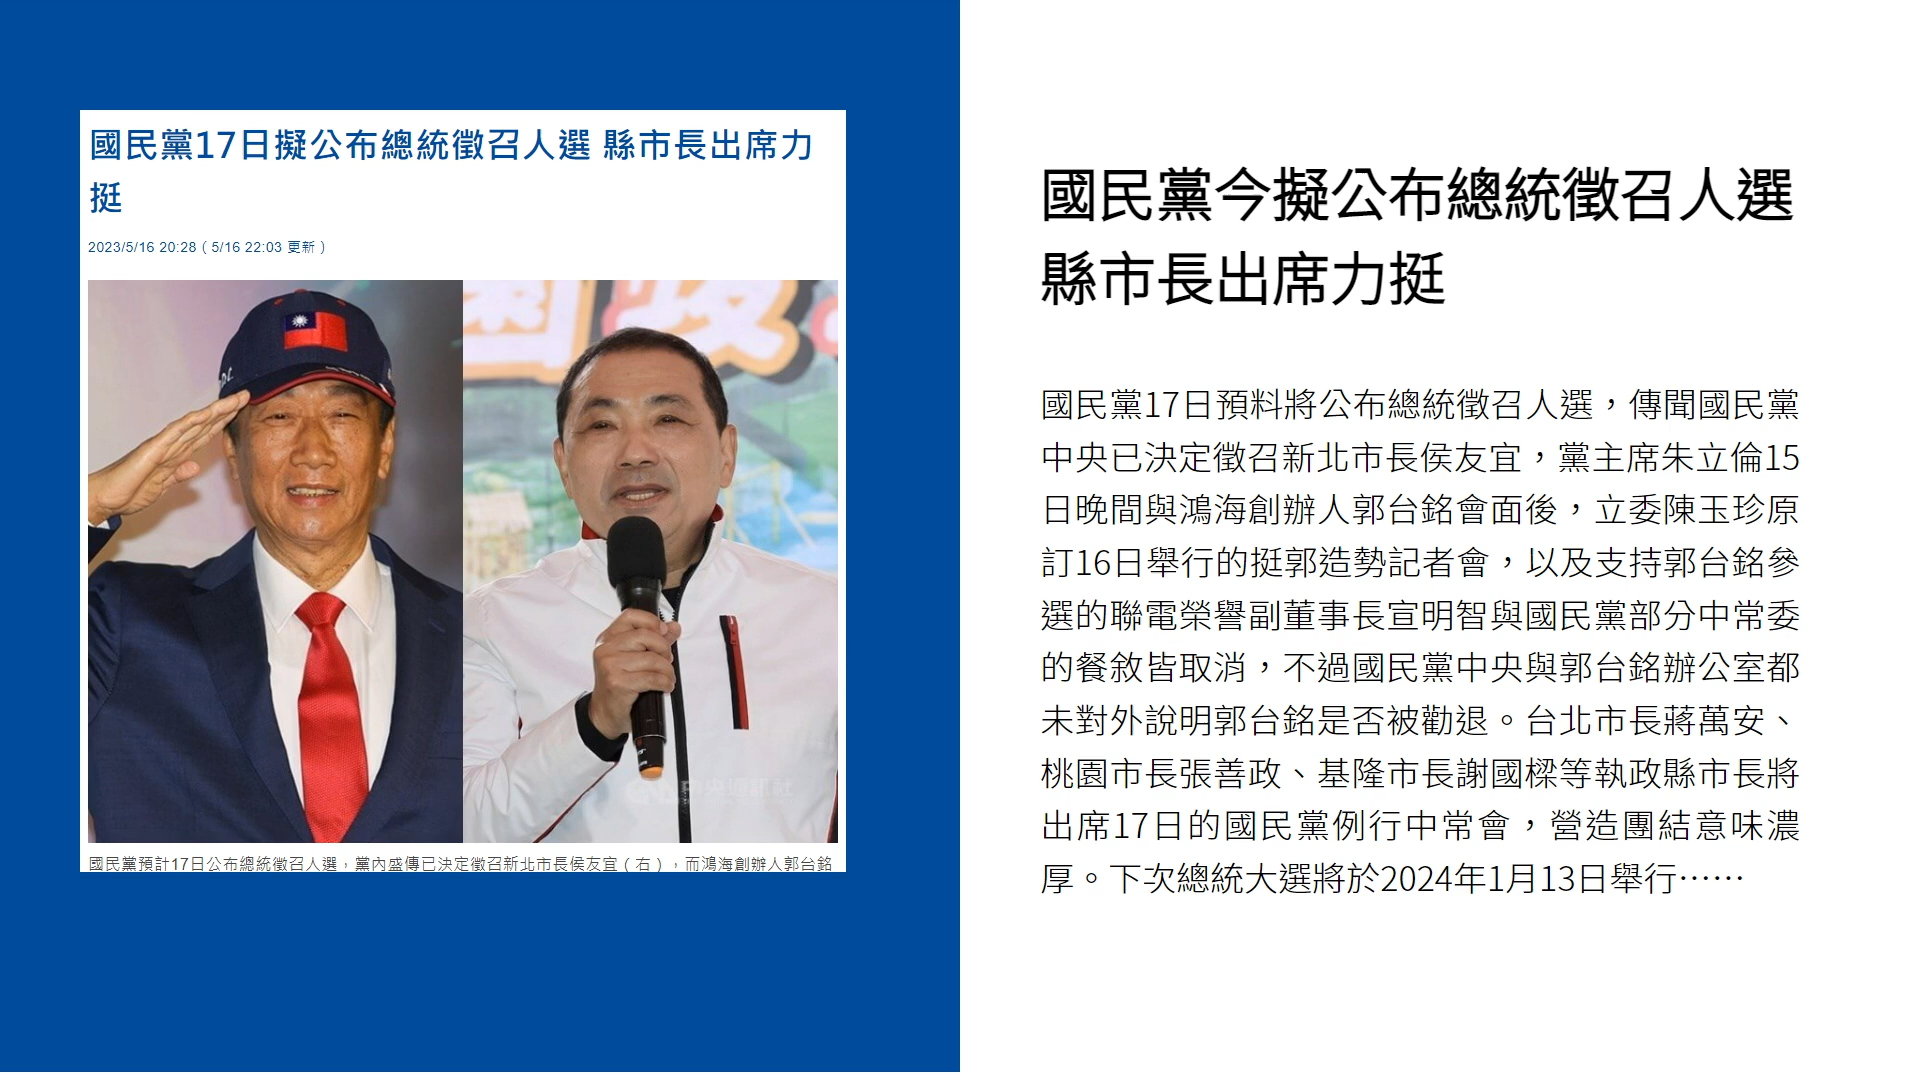 國民黨17日擬公布總統徵召人選 縣市長出席力
挺
2023/5/16 20:28（5/16 22:03 更新）
中央通訊社
國民黨預計17日公布總統徵召人選，黨內盛傳已決定徵召新北市長侯友宜（右），而鴻海創辦人郭台銘
國民黨今擬公布總統徵召人選
縣市長出席力挺
國民黨17日預料將公布總統徵召人選，傳聞國民黨
中央已決定徵召新北市長侯友宜，黨主席朱立倫15
日晚間與鴻海創辦人郭台銘會面後，立委陳玉珍原
訂16日舉行的挺郭造勢記者會，以及支持郭台銘參
選的聯電榮譽副董事長宣明智與國民黨部分中常委
的餐敘皆取消，不過國民黨中央與郭台銘辦公室都
未對外說明郭台銘是否被勸退。台北市長蔣萬安、
桃園市長張善政、基隆市長謝國樑等執政縣市長將
出席17日的國民黨例行中常會，營造團結意味濃
厚。下次總統大選將於2024年1月13日舉行⋯⋯